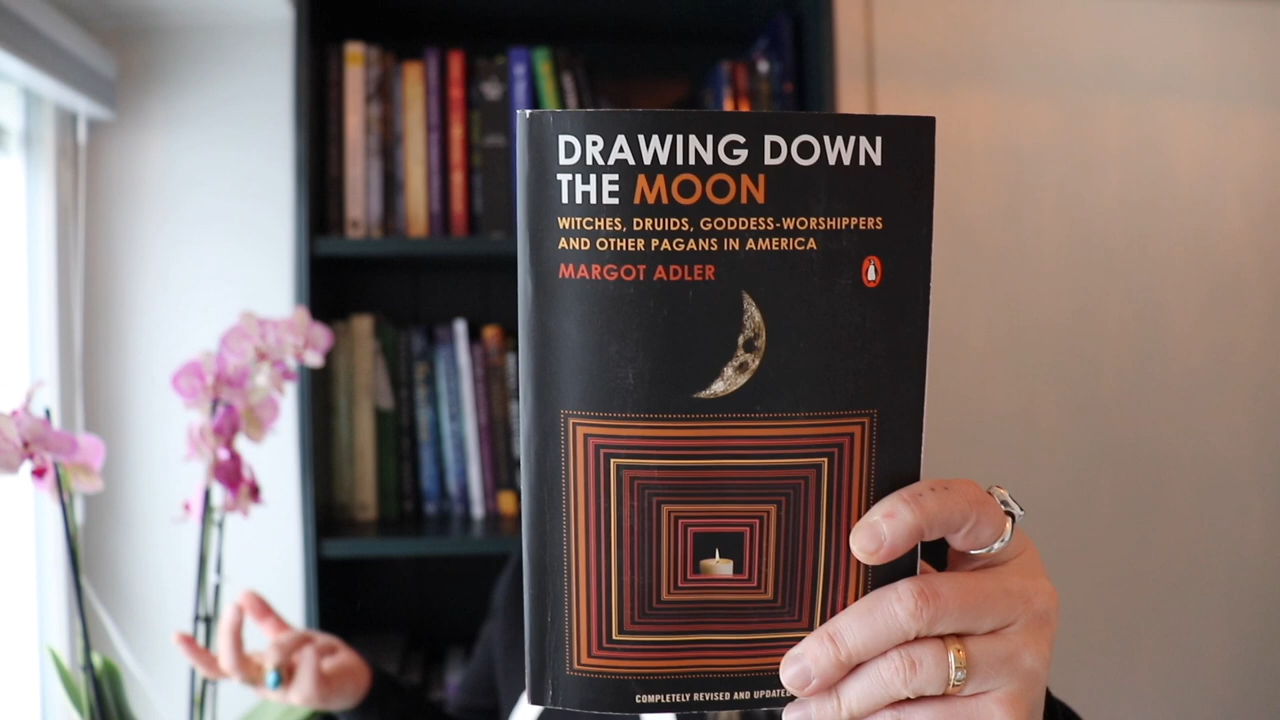 DRAWING DOWN
THE MOON
WITCHES, DRUIDS, GODDESS-WORSHIPPERS
AND OTHER PAGANS IN AMERICA
MARGOT ADLER
COMPLETELY REVISED AND UPDATED